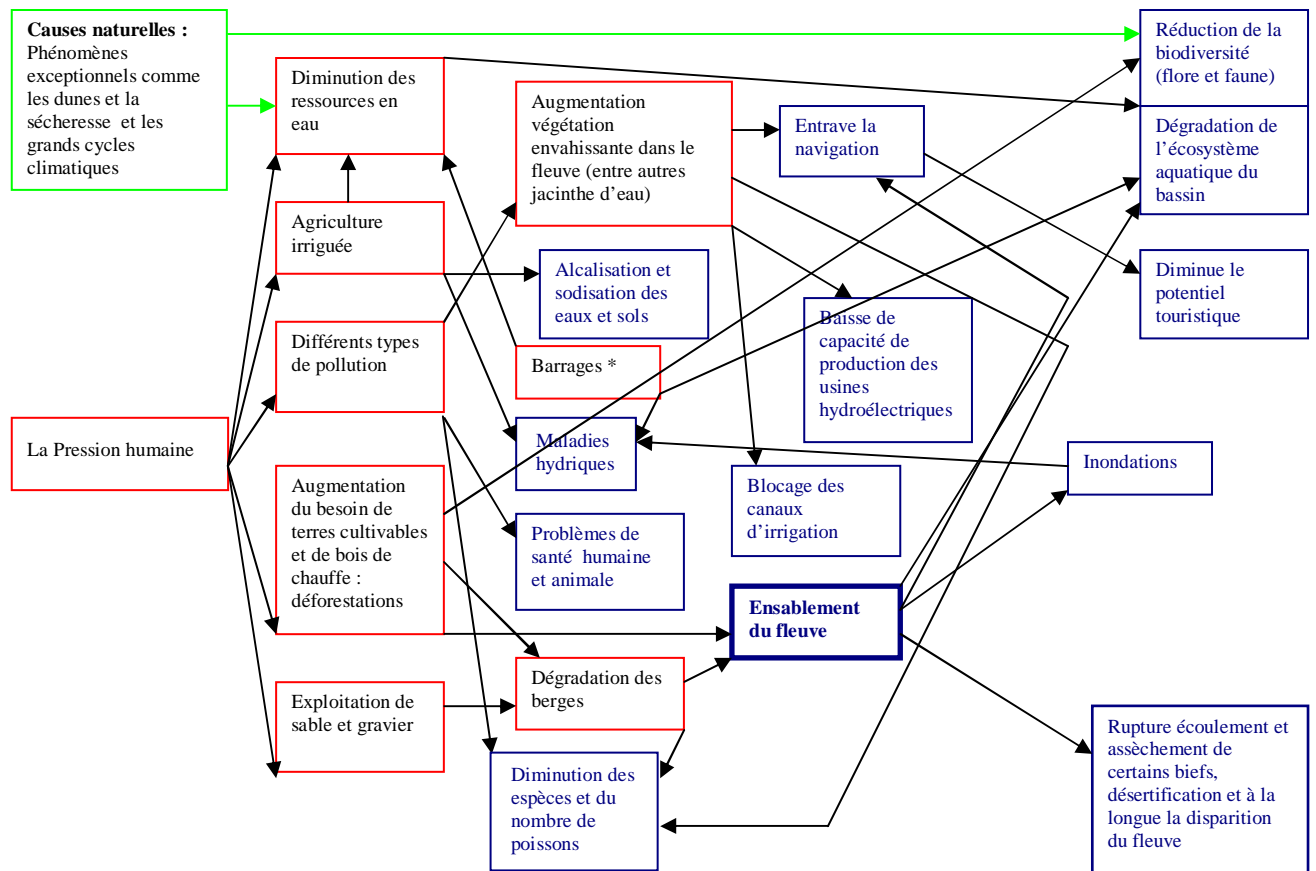 Causes naturelles :
Phénomènes
exceptionnels comme
les dunes et la
sécheresse et les
grands cycles
climatiques
Diminution des
ressources en
eau
Agriculture
irriguée
Différents types
de pollution
La Pression humaine
Augmentation
du besoin de
terres cultivables
et de bois de
chauffe :
déforestations
Exploitation de
sable et gravier
Augmentation
végétation
envahissante dans le
fleuve (entre autres
jacinthe d’eau)
Alcalisation et
sodisation des
eaux et sols
Barrages *
Maladies
hydriques
Problèmes de
santé humaine
et animale
Dégradation des
berges
Diminution des
espèces et du
nombre de
poissons
Entrave la
navigation
Baisse de
capacité de
production des
usines
hydroélectriques
Blocage des
canaux
d’irrigation
Ensablement
du fleuve
Réduction de la
biodiversité
(flore et faune)
Dégradation de
l’écosystème
aquatique du
bassin
Diminue le
potentiel
touristique
Inondations
Rupture écoulement et
assèchement de
certains biefs,
désertification et à la
longue la disparition
du fleuve